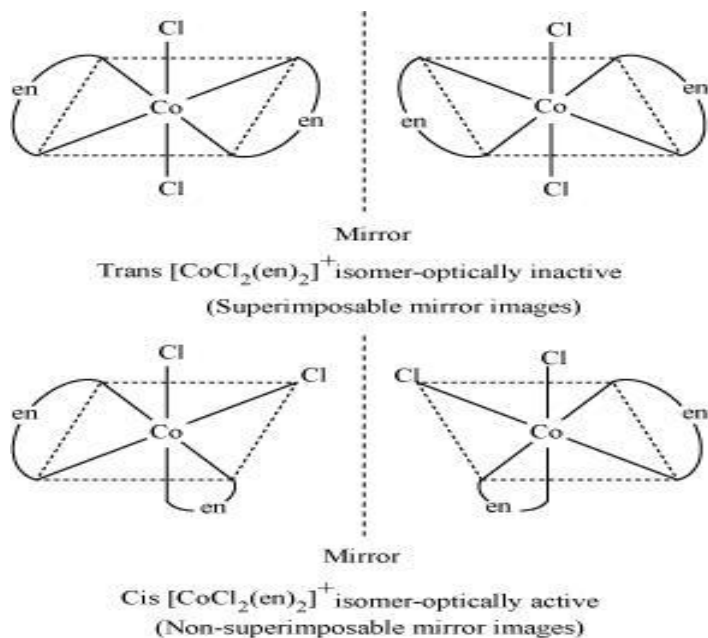 Cl Cl
en Co en en Co en
Cl Cl
Mirror
Trans [CoCl₂(en)₂]⁺ isomer-optically inactive
(Superimposable mirror images)
Cl Cl Cl Cl
en Co Co en
en en
Mirror
Cis [CoCl₂(en)₂]⁺ isomer-optically active
(Non-superimposable mirror images)